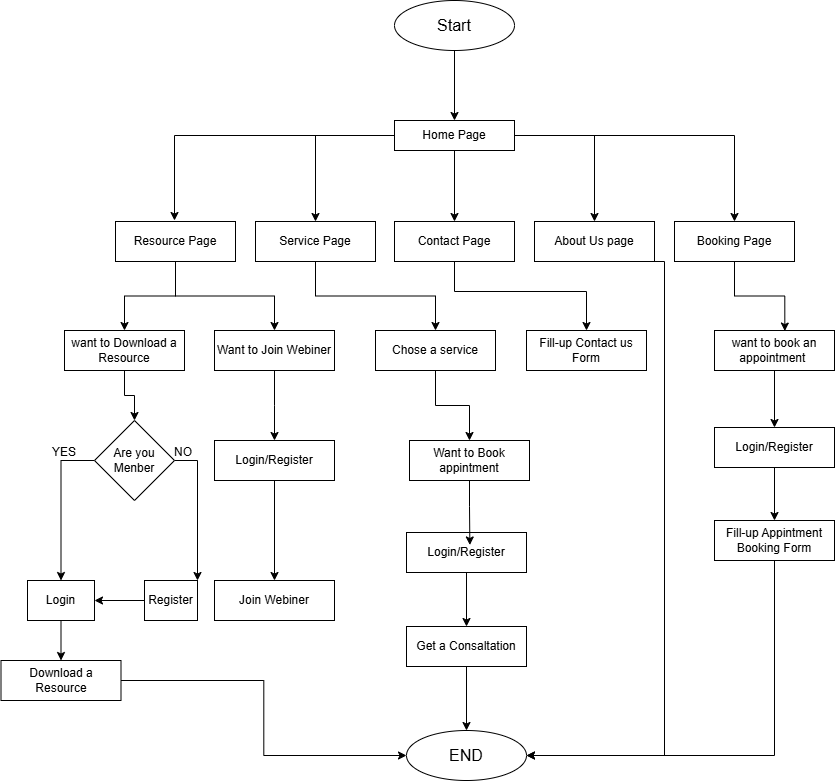 Start
Home Page
Resource Page
Service Page
Contact Page
About Us page
Booking Page
want to Download a
Resource
Want to Join Webiner
Chose a service
Fill-up Contact us
Form
want to book an
appointment
YES
Are you
Menber
NO
Login/Register
Want to Book
appintment
Login/Register
Login/Register
Fill-up Appintment
Booking Form
Login
Register
Join Webiner
Get a Consaltation
Download a
Resource
END